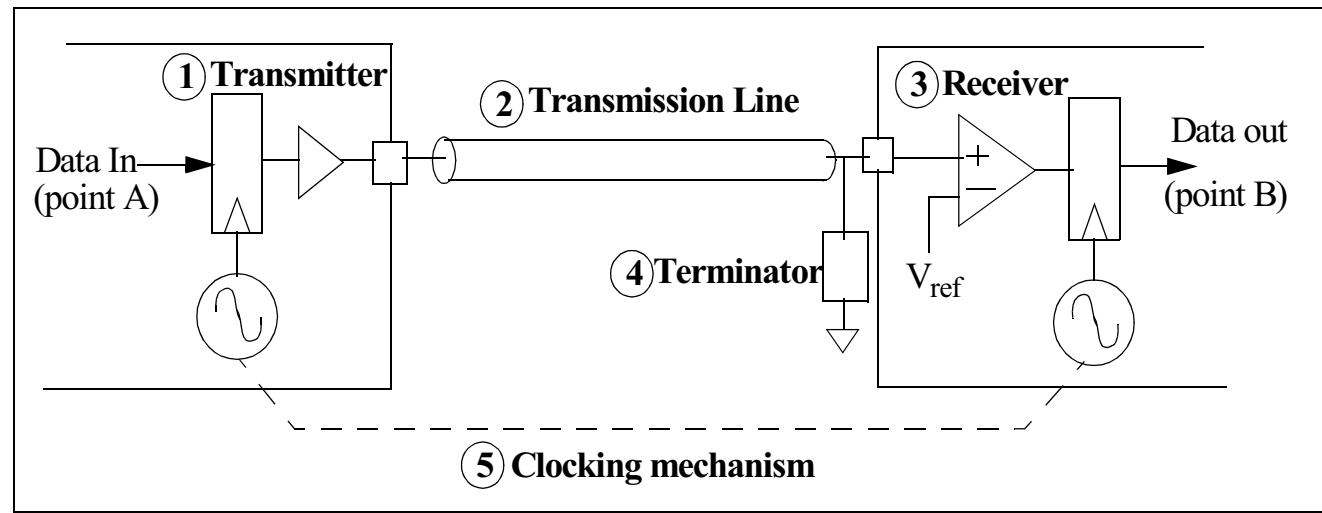 1 Transmitter
2 Transmission Line
3 Receiver
Data In
(point A)
Data out
(point B)
+
−
Vref
4 Terminator
5 Clocking mechanism